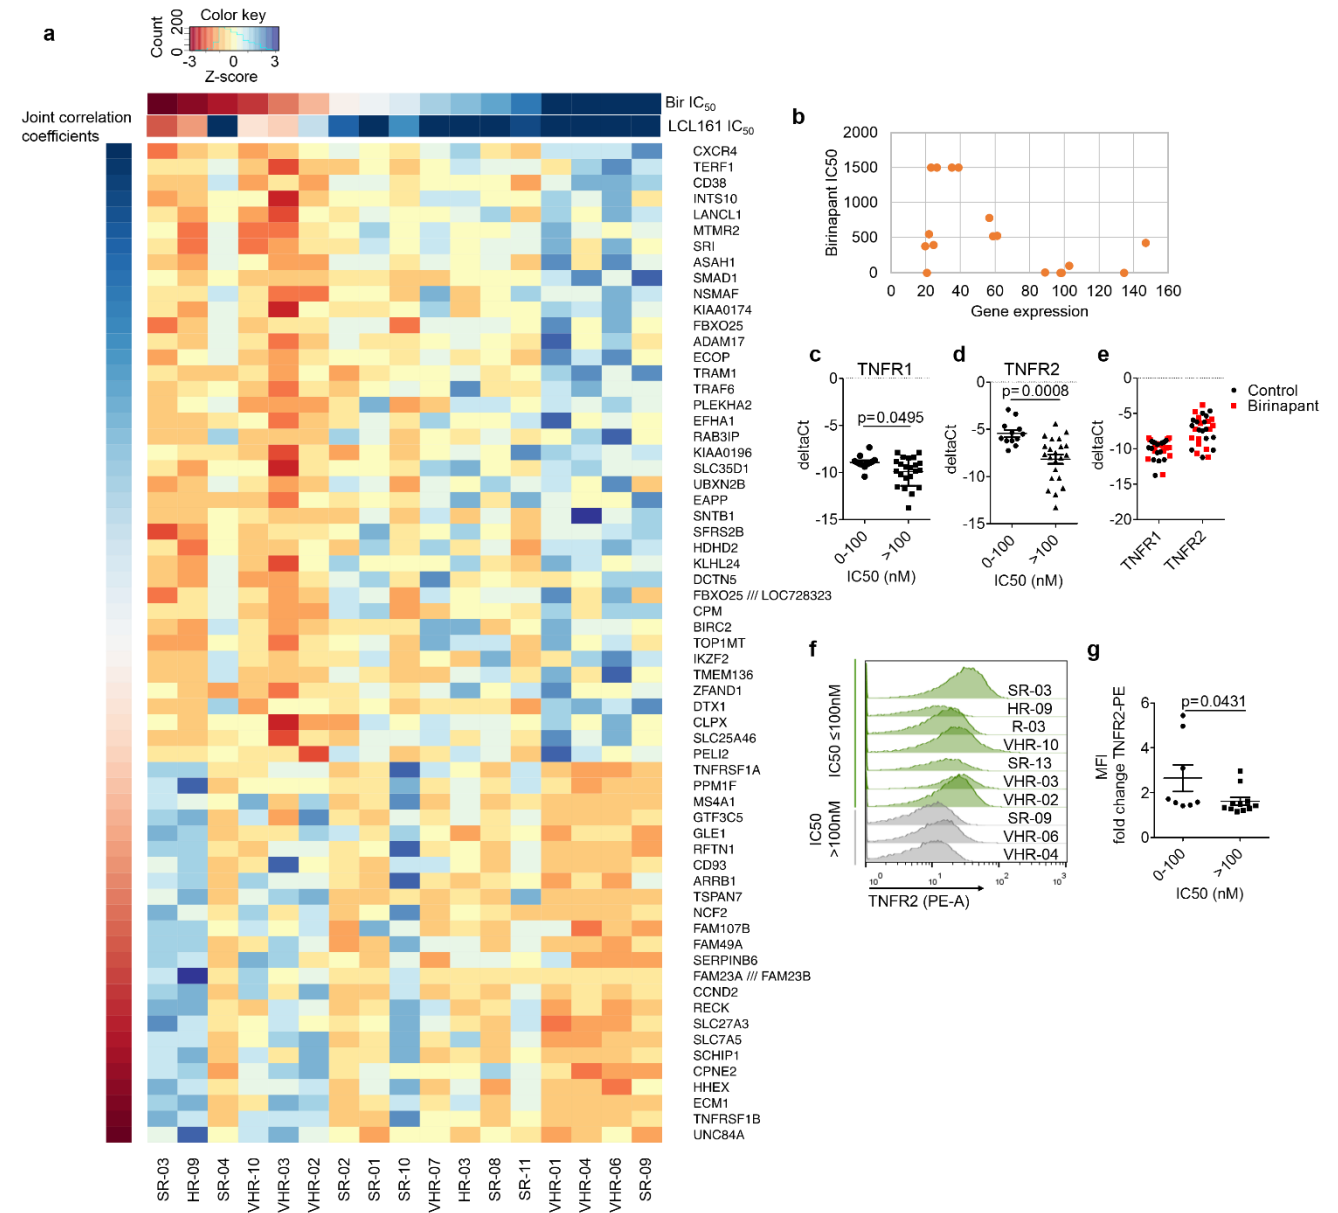 a
Color key
Count
0
200
-3
0
3
Z-score
Joint correlation
coefficients
Bir IC50
LCL161 IC50
CXCR4
TERF1
CD38
INTS10
LANCL1
MTMR2
SRI
ASAH1
SMAD1
NSMAF
KIAA0174
FBXO25
ADAM17
ECOP
TRAM1
TRAF6
PLEKHA2
EFHA1
RAB3IP
KIAA0196
SLC35D1
UBXN2B
EAPP
SNTB1
SFRS2B
HDHD2
KLHL24
DCTN5
FBXO25 /// LOC728323
CPM
BIRC2
TOP1MT
IKZF2
TMEM136
ZFAND1
DTX1
CLPX
SLC25A46
PELI2
TNFRSF1A
PPM1F
MS4A1
GTF3C5
GLE1
RFTN1
CD93
ARRB1
TSPAN7
NCF2
FAM107B
FAM49A
SERPINB6
FAM23A /// FAM23B
CCND2
RECK
SLC27A3
SLC7A5
SCHIP1
CPNE2
HHEX
ECM1
TNFRSF1B
UNC84A
SR-03
HR-09
SR-04
VHR-10
VHR-03
VHR-02
SR-02
SR-01
SR-10
VHR-07
HR-03
SR-08
SR-11
VHR-01
VHR-04
VHR-06
SR-09
b
Birinapant IC50
2000
1500
1000
500
0
0 20 40 60 80 100 120 140 160
Gene expression
c
TNFR1
p=0.0495
deltaCt
0
-5
-10
-15
0-100
>100
IC50 (nM)
d
TNFR2
p=0.0008
deltaCt
0
-5
-10
-15
0-100
>100
IC50 (nM)
e
Control
Birinapant
deltaCt
0
-5
-10
-15
-20
TNFR1
TNFR2
f
IC50 ≤100nM
IC50
>100nM
SR-03
HR-09
R-03
VHR-10
SR-13
VHR-03
VHR-02
SR-09
VHR-06
VHR-04
10^0 10^1 10^2 10^3
TNFR2 (PE-A)
g
p=0.0431
MFI
fold change TNFR2-PE
6
4
2
0
0-100
>100
IC50 (nM)